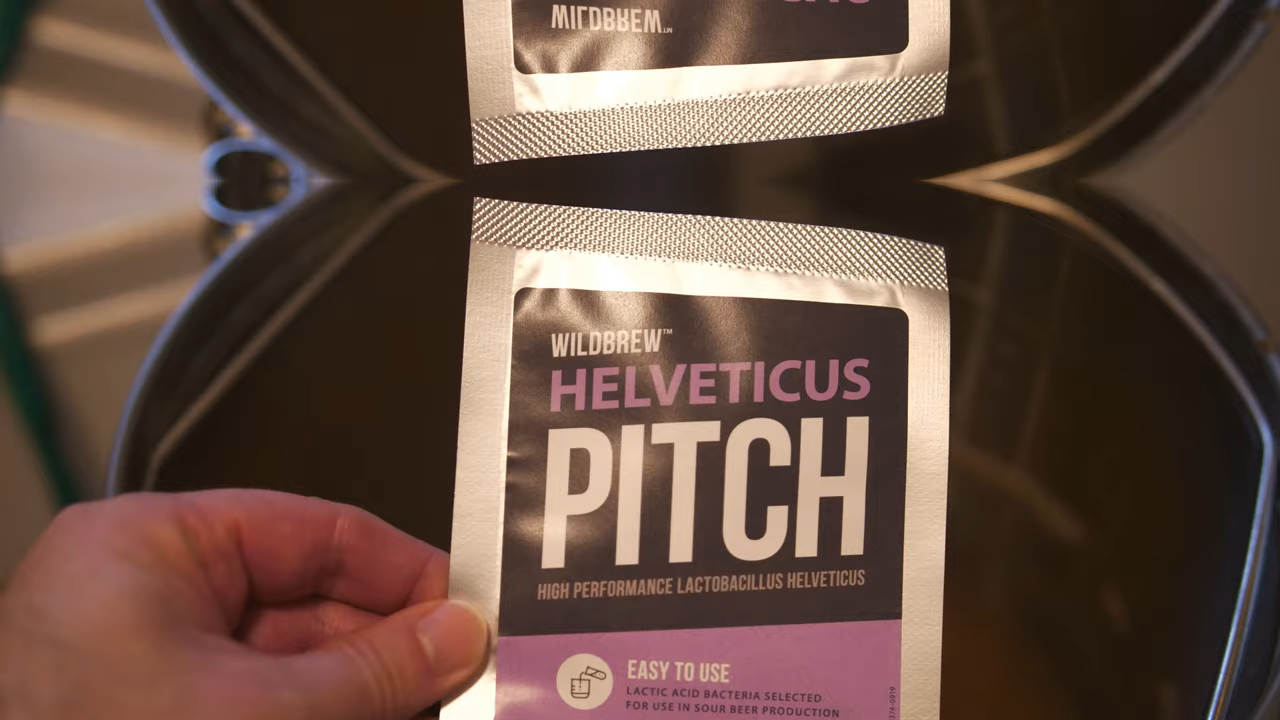 WILDBREW™
WILDBREW™
HELVETICUS
PITCH
HIGH PERFORMANCE LACTOBACILLUS HELVETICUS
EASY TO USE
LACTIC ACID BACTERIA SELECTED
FOR USE IN SOUR BEER PRODUCTION